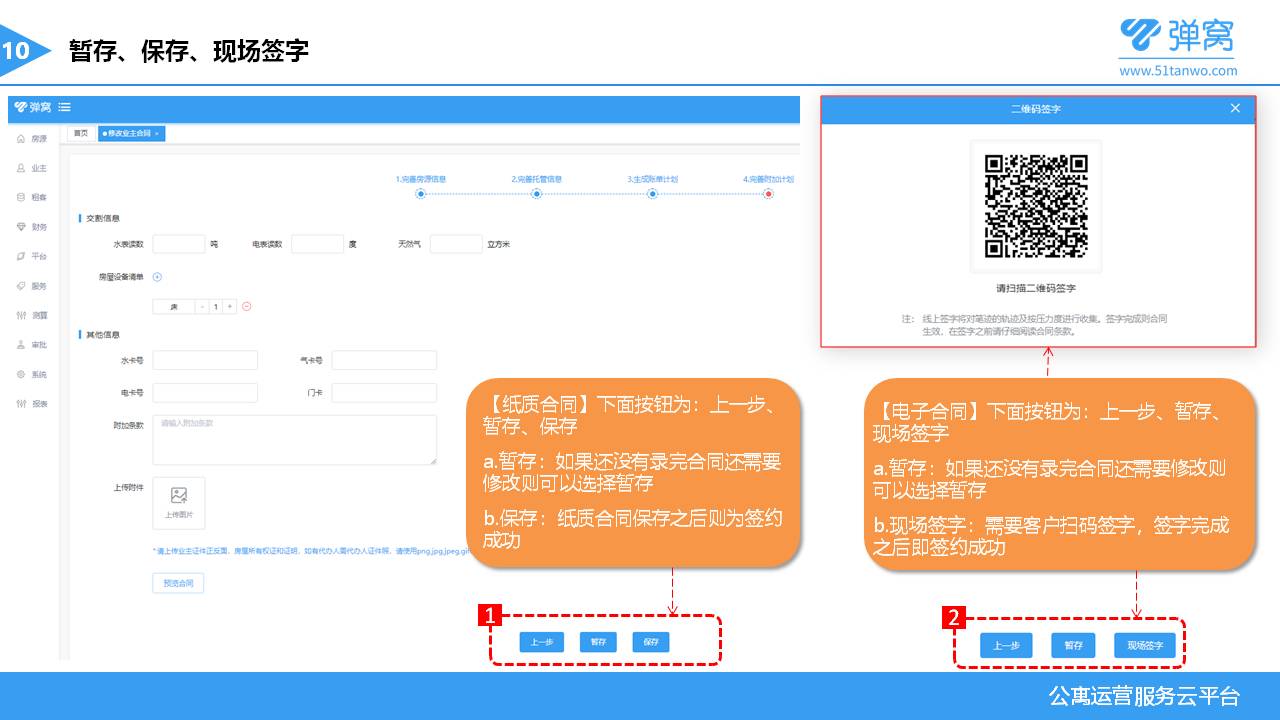 10
暂存、保存、现场签字
弹窝
www.51tanwo.com
弹窝
首页
修改业主合同 ×
房源
业主
租客
财务
平台
服务
测算
审批
系统
报表
1.完善房源信息
2.完善托管信息
3.生成账单计划
4.完善附加计划
交割信息
水表读数 吨 电表读数 度 天然气 立方米
房屋设备清单
床 - 1 +
其他信息
水卡号 气卡号
电卡号 门卡
附加条款 请输入附加条款
上传附件
上传图片
*请上传业主证件正反面、房屋所有权证和证明，如有代办人需代办人证件照，请使用png,jpg,jpeg,gif
预览合同
二维码签字
请扫描二维码签字
注： 线上签字将对笔迹的轨迹及按压力度进行收集。签字完成则合同
生效，在签字之前请仔细阅读合同条款。
【纸质合同】下面按钮为：上一步、
暂存、保存
a.暂存：如果还没有录完合同还需要
修改则可以选择暂存
b.保存：纸质合同保存之后则为签约
成功
【电子合同】下面按钮为：上一步、暂存、
现场签字
a.暂存：如果还没有录完合同还需要修改则
可以选择暂存
b.现场签字：需要客户扫码签字，签字完成
之后即签约成功
1
上一步 暂存 保存
2
上一步 暂存 现场签字
公寓运营服务云平台